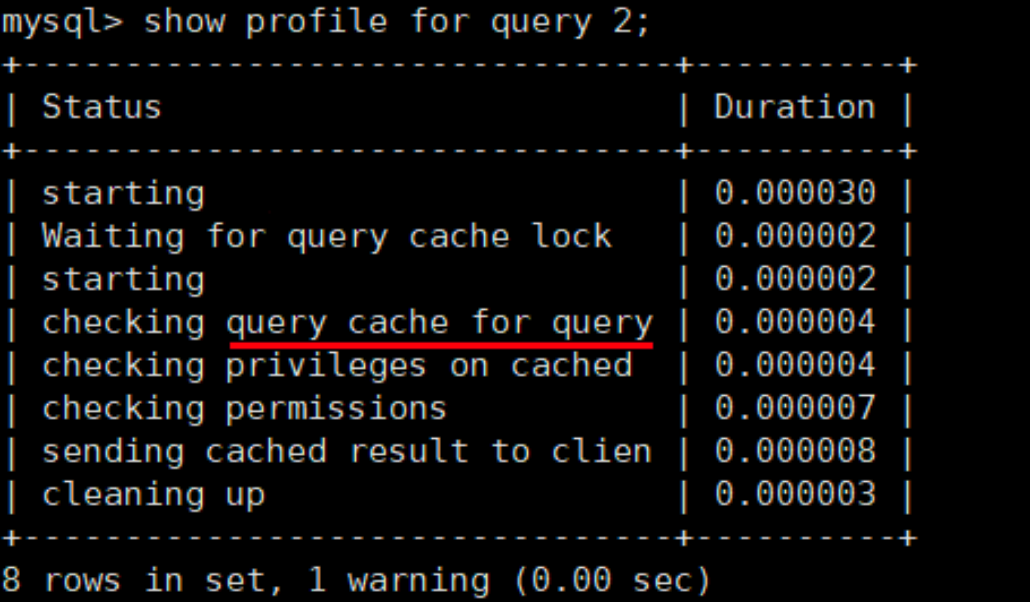 mysql> show profile for query 2;
+--------------------------------+----------+
| Status                         | Duration |
+--------------------------------+----------+
| starting                       | 0.000030 |
| Waiting for query cache lock   | 0.000002 |
| starting                       | 0.000002 |
| checking query cache for query | 0.000004 |
| checking privileges on cached  | 0.000004 |
| checking permissions           | 0.000007 |
| sending cached result to clien | 0.000008 |
| cleaning up                    | 0.000003 |
+--------------------------------+----------+
8 rows in set, 1 warning (0.00 sec)